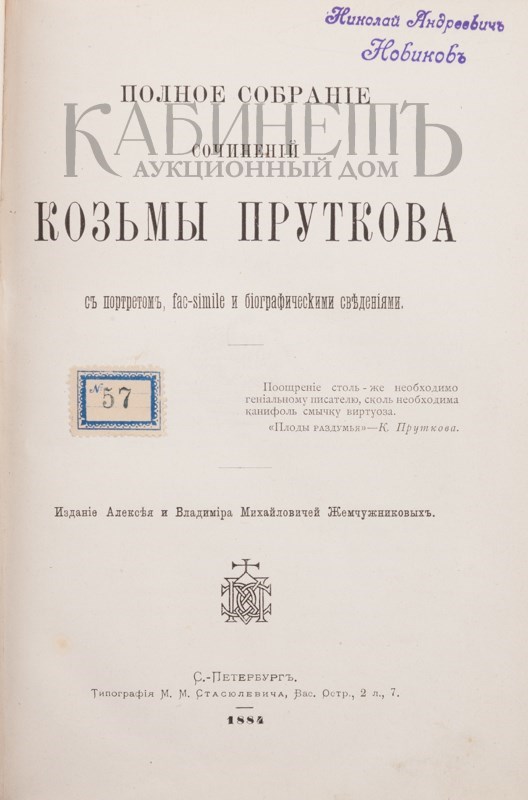 Николай Андреевичъ
Новиковъ
ПОЛНОЕ СОБРАНІЕ
КАБИНЕТЪ
СОЧИНЕНІЙ
АУКЦИОННЫЙ ДОМ
КОЗЬМЫ ПРУТКОВА
съ портретомъ, fac-simile и біографическими свѣдѣніями.
№ 57
Поощреніе столь-же необходимо
геніальному писателю, сколь необходима
канифоль смычку виртуоза.
«Плоды раздумья»—К. Пруткова.
Изданіе Алексѣя и Владиміра Михайловичей Жемчужниковыхъ.
С.-Петербургъ.
Типографія М. М. Стасюлевича, Вас. Остр., 2 л., 7.
1884